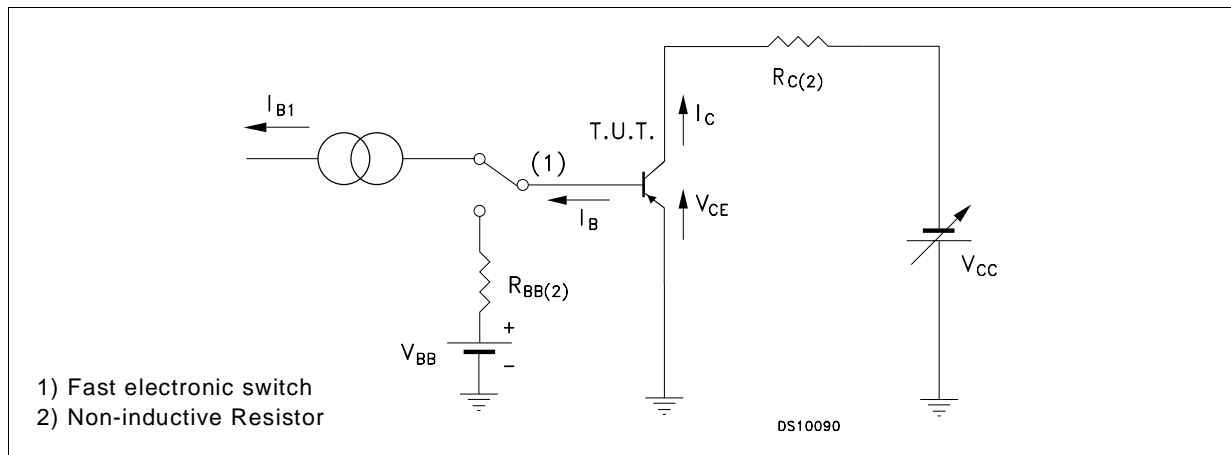 I_B1
R_C(2)
I_C
T.U.T.
(1)
V_CE
I_B
R_BB(2)
V_CC
+
V_BB
−
1) Fast electronic switch
2) Non-inductive Resistor
DS10090